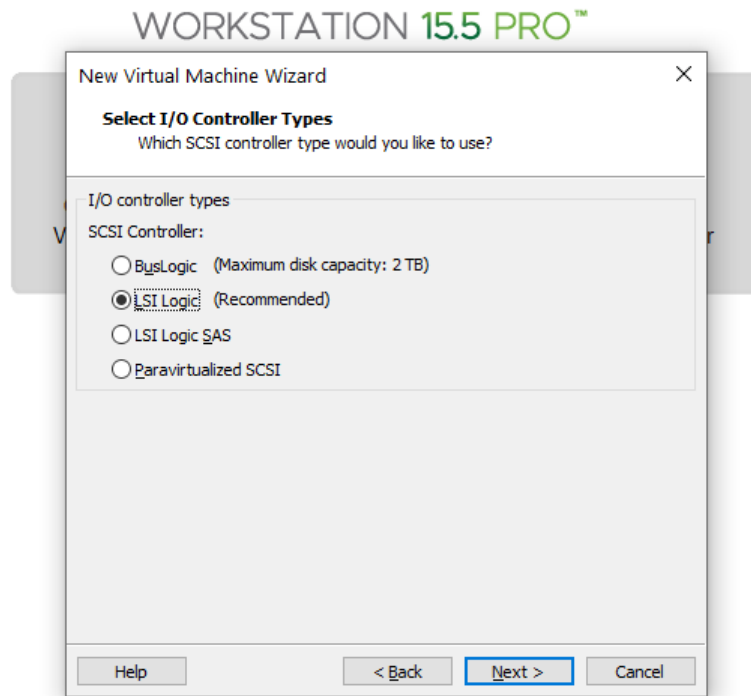 WORKSTATION 15.5 PRO™
New Virtual Machine Wizard
Select I/O Controller Types
Which SCSI controller type would you like to use?
I/O controller types
SCSI Controller:
BusLogic (Maximum disk capacity: 2 TB)
LSI Logic (Recommended)
LSI Logic SAS
Paravirtualized SCSI
Help < Back Next > Cancel